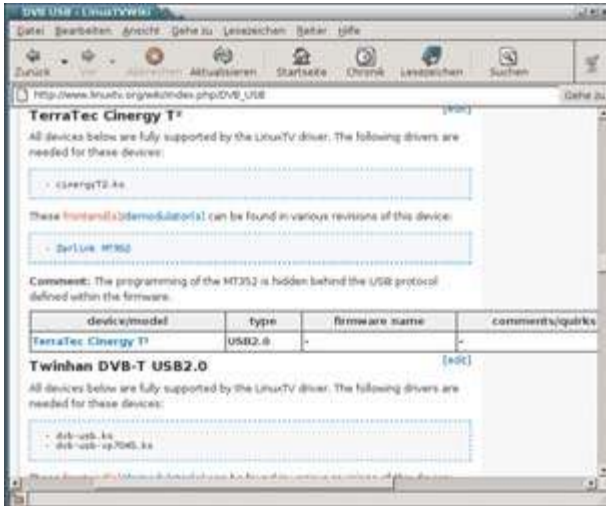 DVB USB - LinuxTVWiki
Datei Bearbeiten Ansicht Gehe zu Lesezeichen Reiter Hilfe
Zurück Vor Abbrechen Aktualisieren Startseite Chronik Lesezeichen Suchen
http://www.linuxtv.org/wiki/index.php/DVB_USB Gehe zu
TerraTec Cinergy T² [edit]
All devices below are fully supported by the LinuxTV driver. The following drivers are
needed for these devices:
- cinergyT2.ko
These frontend(s)/demodulator(s) can be found in various revisions of this device:
- Zarlink MT352
Comment: The programming of the MT352 is hidden behind the USB protocol
defined within the firmware.
device/model type firmware name comments/quirks
TerraTec Cinergy T² USB2.0 - -
Twinhan DVB-T USB2.0 [edit]
All devices below are fully supported by the LinuxTV driver. The following drivers are
needed for these devices:
- dvb-usb.ko
- dvb-usb-vp7045.ko